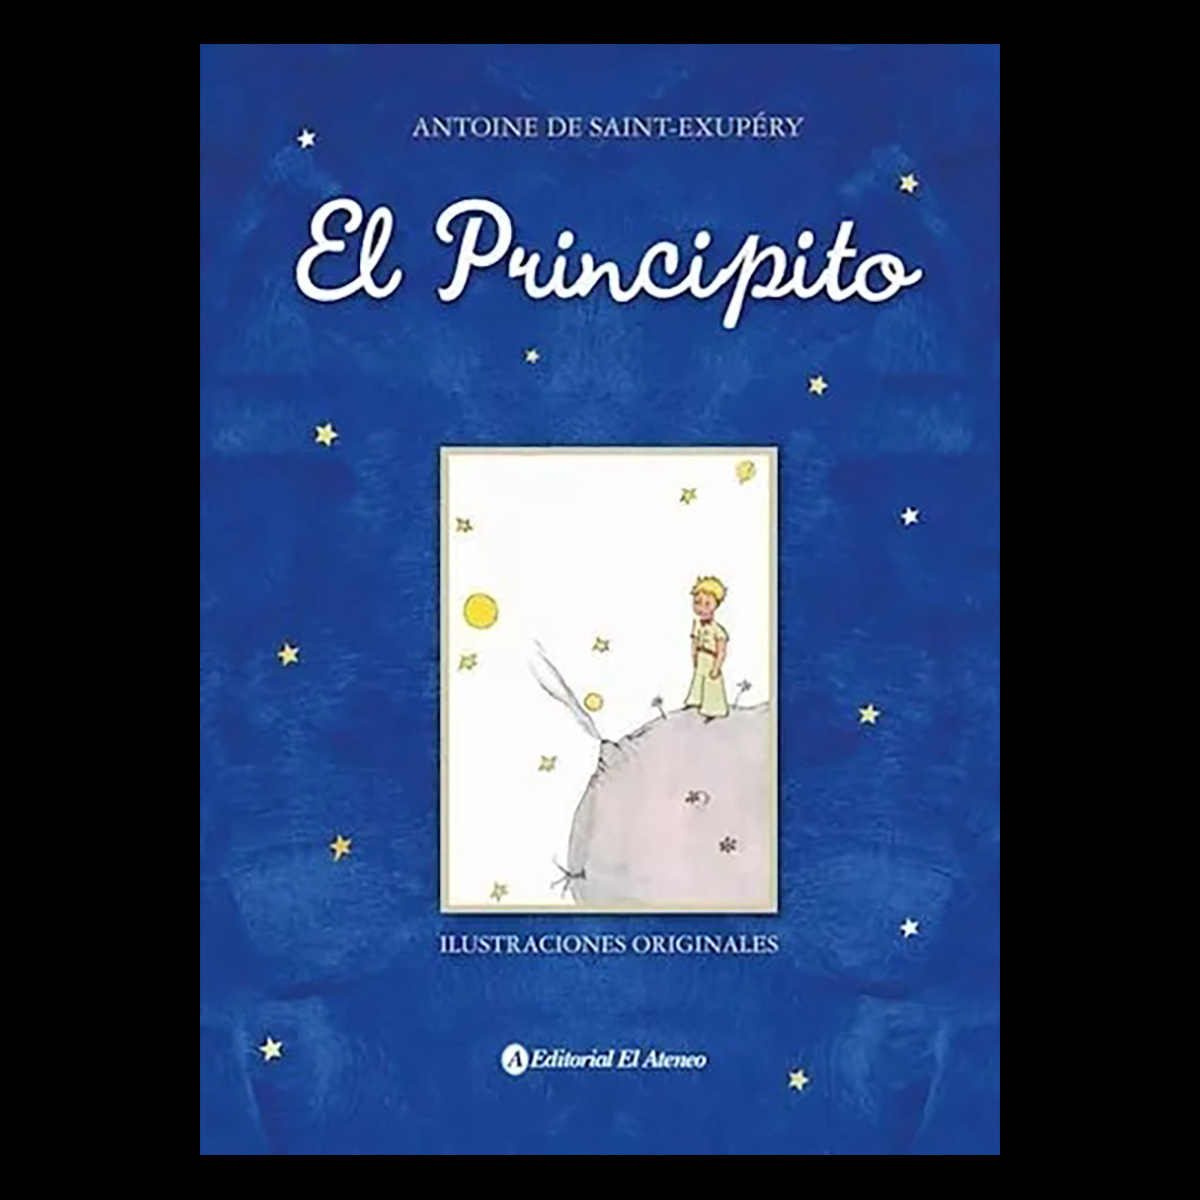 ANTOINE DE SAINT-EXUPÉRY
El Principito
ILUSTRACIONES ORIGINALES
A Editorial El Ateneo